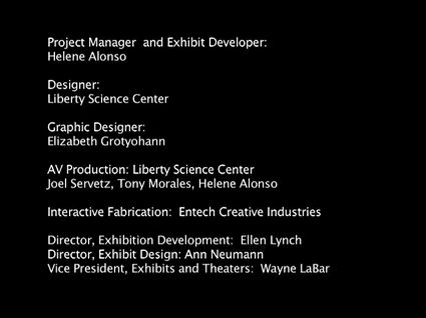 Project Manager  and Exhibit Developer:
Helene Alonso
Designer:
Liberty Science Center
Graphic Designer:
Elizabeth Grotyohann
AV Production: Liberty Science Center
Joel Servetz, Tony Morales, Helene Alonso
Interactive Fabrication:  Entech Creative Industries
Director, Exhibition Development:  Ellen Lynch
Director, Exhibit Design: Ann Neumann
Vice President, Exhibits and Theaters:  Wayne LaBar